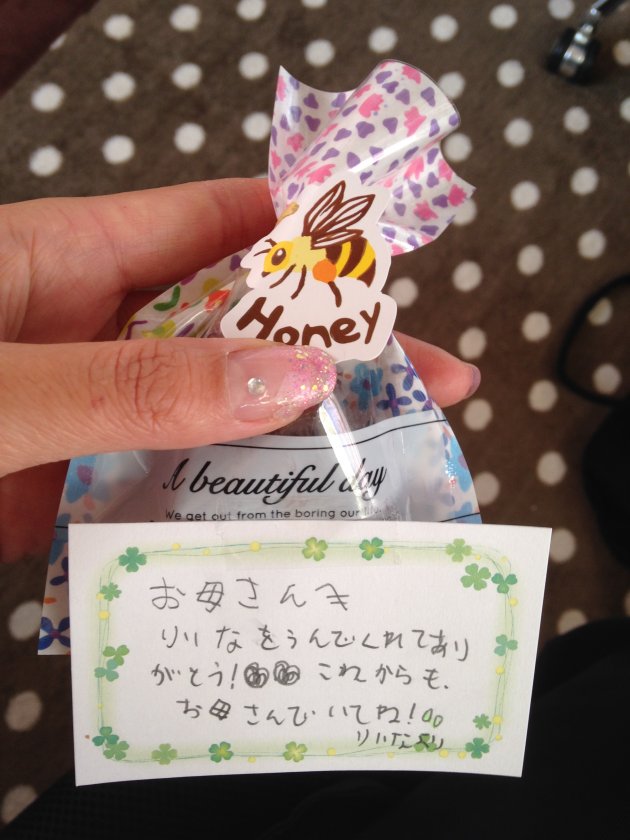 Honey
A beautiful day
We get out from the boring our
お母さんへ
りいなをうんでくれてあり
がとう! これからも、
お母さんでいてね!
りいなより